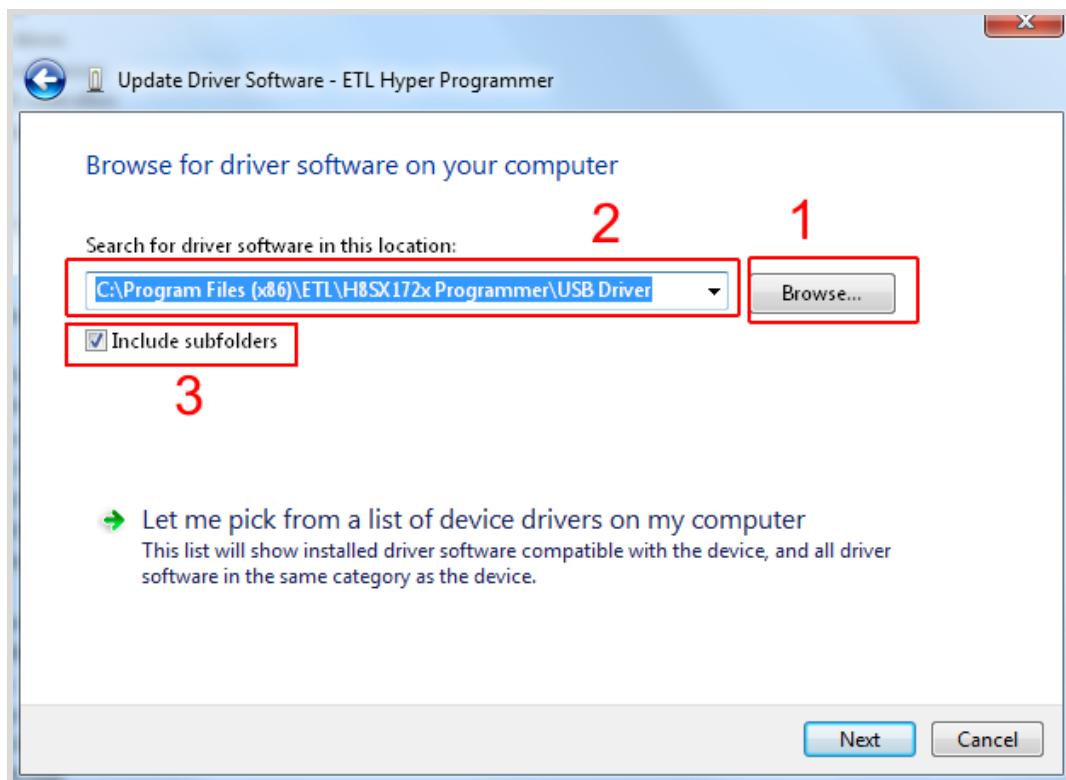 Update Driver Software - ETL Hyper Programmer
Browse for driver software on your computer
2
1
Search for driver software in this location:
C:\Program Files (x86)\ETL\H8SX172x Programmer\USB Driver
Browse...
Include subfolders
3
Let me pick from a list of device drivers on my computer
This list will show installed driver software compatible with the device, and all driver
software in the same category as the device.
Next
Cancel